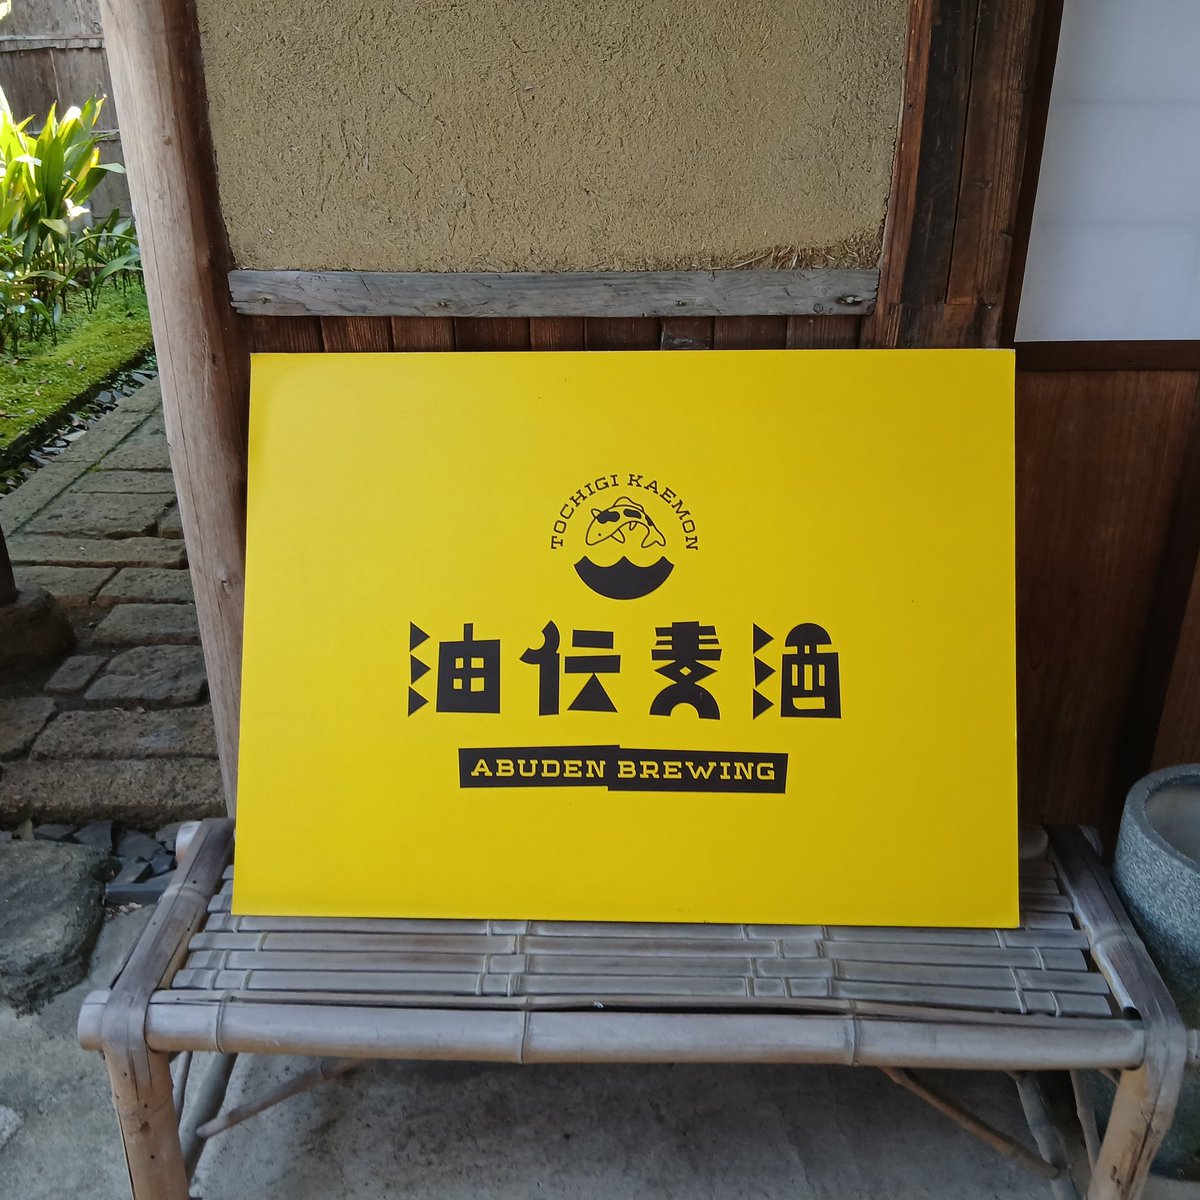 TOCHIGI KAEMON
油伝麦酒
ABUDEN BREWING